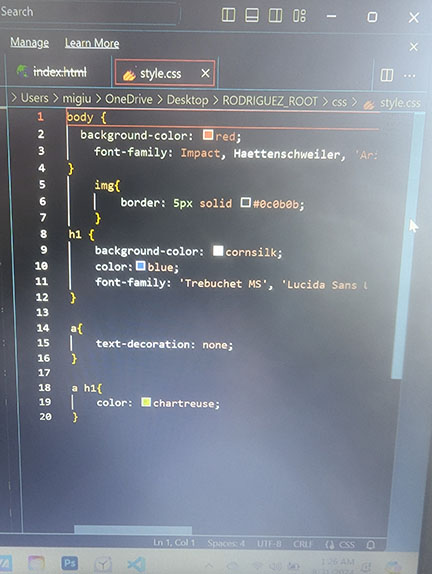 Search
Manage Learn More
index.html style.css
> Users > migiu > OneDrive > Desktop > RODRIGUEZ_ROOT > css > style.css
1 body {
2 background-color: red;
3 font-family: Impact, Haettenschweiler, 'Ar
4 }
5 img{
6 border: 5px solid #0c0b0b;
7 }
8 h1 {
9 background-color: cornsilk;
10 color: blue;
11 font-family: 'Trebuchet MS', 'Lucida Sans
12 }
13
14 a{
15 text-decoration: none;
16 }
17
18 a h1{
19 color: chartreuse;
20 }
Ln 1, Col 1 Spaces: 4 UTF-8 CRLF {} CSS
Ps
1:26 AM